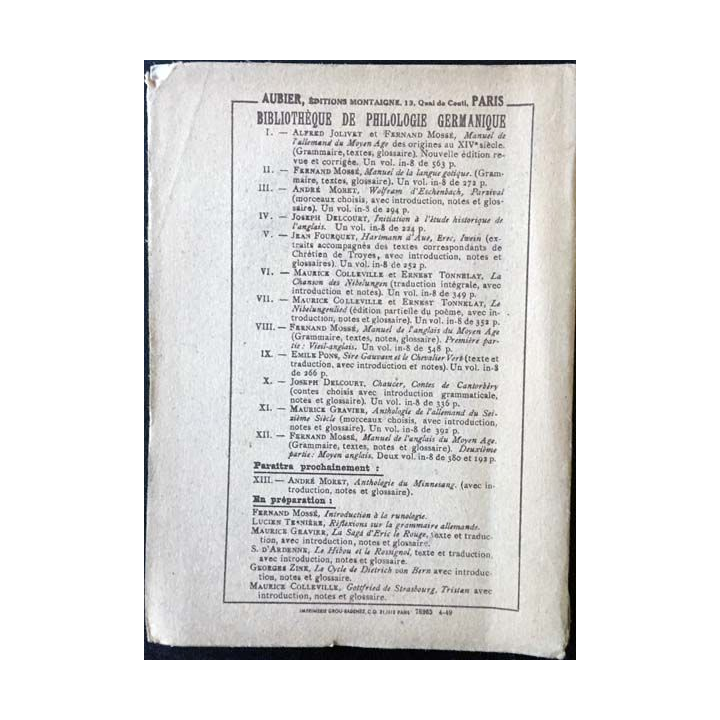 AUBIER, ÉDITIONS MONTAIGNE, 13, Quai de Conti, PARIS
BIBLIOTHÈQUE DE PHILOLOGIE GERMANIQUE
I. — ALFRED JOLIVET et FERNAND MOSSÉ, Manuel de
l'allemand du Moyen Age des origines au XIVe siècle.
(Grammaire, textes, glossaire). Nouvelle édition re-
vue et corrigée. Un vol. in-8 de 563 p.
II. — FERNAND MOSSÉ, Manuel de la langue gotique. (Gram-
maire, textes, glossaire). Un vol. in-8 de 272 p.
III. — ANDRÉ MORET, Wolfram d'Eschenbach, Parzival
(morceaux choisis, avec introduction, notes et glos-
saire). Un vol. in-8 de 294 p.
IV. — JOSEPH DELCOURT, Initiation à l'étude historique de
l'anglais. Un vol. in-8 de 224 p.
V. — JEAN FOURQUET, Hartmann d'Aue, Erec, Iwein (ex-
traits accompagnés des textes correspondants de
Chrétien de Troyes, avec introduction, notes et
glossaires). Un vol. in-8 de 252 p.
VI. — MAURICE COLLEVILLE et ERNEST TONNELAT, La
Chanson des Nibelungen (traduction intégrale, avec
introduction et notes). Un vol. in-8 de 349 p.
VII. — MAURICE COLLEVILLE et ERNEST TONNELAT, Le
Nibelungenlied (édition partielle du poème, avec in-
troduction, notes et glossaire). Un vol. in-8 de 352 p.
VIII. — FERNAND MOSSÉ, Manuel de l'anglais du Moyen Age
(Grammaire, textes, notes, glossaire). Première par-
tie : Vieil-anglais. Un vol. in-8 de 548 p.
IX. — EMILE PONS, Sire Gauvain et le Chevalier Vert (texte et
traduction, avec introduction et notes). Un vol. in-8
de 266 p.
X. — JOSEPH DELCOURT, Chaucer, Contes de Cantorbéry
(contes choisis avec introduction grammaticale,
notes et glossaire). Un vol. in-8 de 336 p.
XI. — MAURICE GRAVIER, Anthologie de l'allemand du Sei-
zième Siècle (morceaux choisis, avec introduction,
notes et glossaire). Un vol. in-8 de 392 p.
XII. — FERNAND MOSSÉ, Manuel de l'anglais du Moyen Age.
(Grammaire, textes, notes et glossaire). Deuxième
partie : Moyen anglais. Deux vol. in-8 de 380 et 192 p.
Paraîtra prochainement :
XIII. — ANDRÉ MORET, Anthologie du Minnesang. (avec in-
troduction, notes et glossaire).
En préparation :
FERNAND MOSSÉ, Introduction à la runologie.
LUCIEN TESNIÈRE, Réflexions sur la grammaire allemande.
MAURICE GRAVIER, La Saga d'Eric le Rouge, texte et traduc-
tion, avec introduction, notes et glossaire.
S. D'ARDENNE, Le Hibou et le Rossignol, texte et traduction,
avec introduction, notes et glossaire.
GEORGES ZINK, Le Cycle de Dietrich von Bern avec introduc-
tion, notes et glossaire.
MAURICE COLLEVILLE, Gottfried de Strasbourg, Tristan avec
introduction, notes et glossaire.
IMPRIMERIE GROU-RADENEZ, C.O. 31.1012 PARIS 78983 4-49